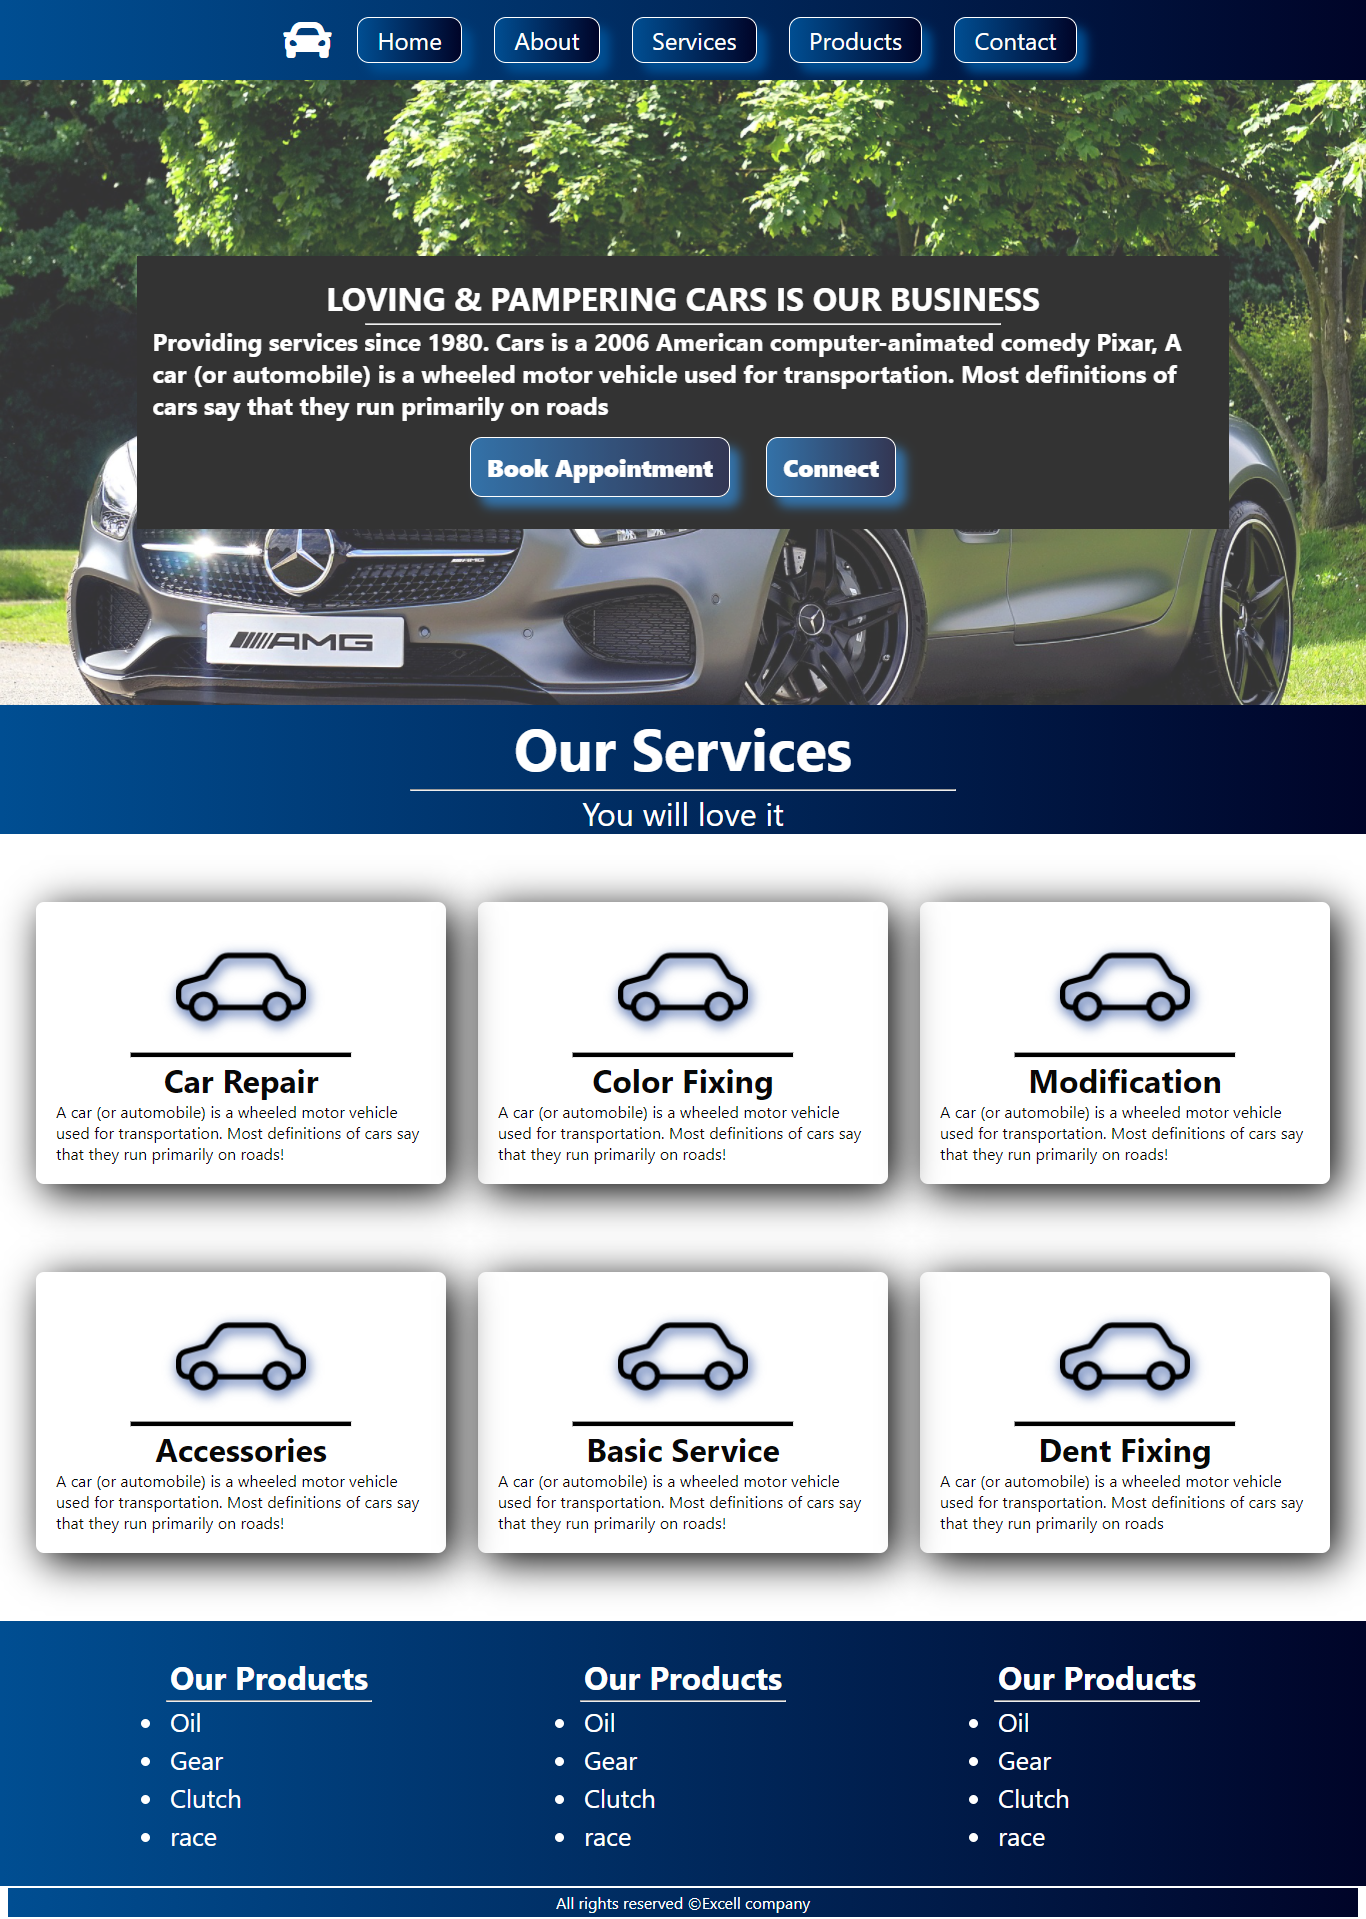 Home About Services Products Contact
LOVING & PAMPERING CARS IS OUR BUSINESS
Providing services since 1980. Cars is a 2006 American computer-animated comedy Pixar, A
car (or automobile) is a wheeled motor vehicle used for transportation. Most definitions of
cars say that they run primarily on roads
Book Appointment Connect
AMG
AMG
Our Services
You will love it
Car Repair
A car (or automobile) is a wheeled motor vehicle
used for transportation. Most definitions of cars say
that they run primarily on roads!
Color Fixing
A car (or automobile) is a wheeled motor vehicle
used for transportation. Most definitions of cars say
that they run primarily on roads!
Modification
A car (or automobile) is a wheeled motor vehicle
used for transportation. Most definitions of cars say
that they run primarily on roads!
Accessories
A car (or automobile) is a wheeled motor vehicle
used for transportation. Most definitions of cars say
that they run primarily on roads!
Basic Service
A car (or automobile) is a wheeled motor vehicle
used for transportation. Most definitions of cars say
that they run primarily on roads!
Dent Fixing
A car (or automobile) is a wheeled motor vehicle
used for transportation. Most definitions of cars say
that they run primarily on roads
Our Products
Oil
Gear
Clutch
race
Our Products
Oil
Gear
Clutch
race
Our Products
Oil
Gear
Clutch
race
All rights reserved ©Excell company